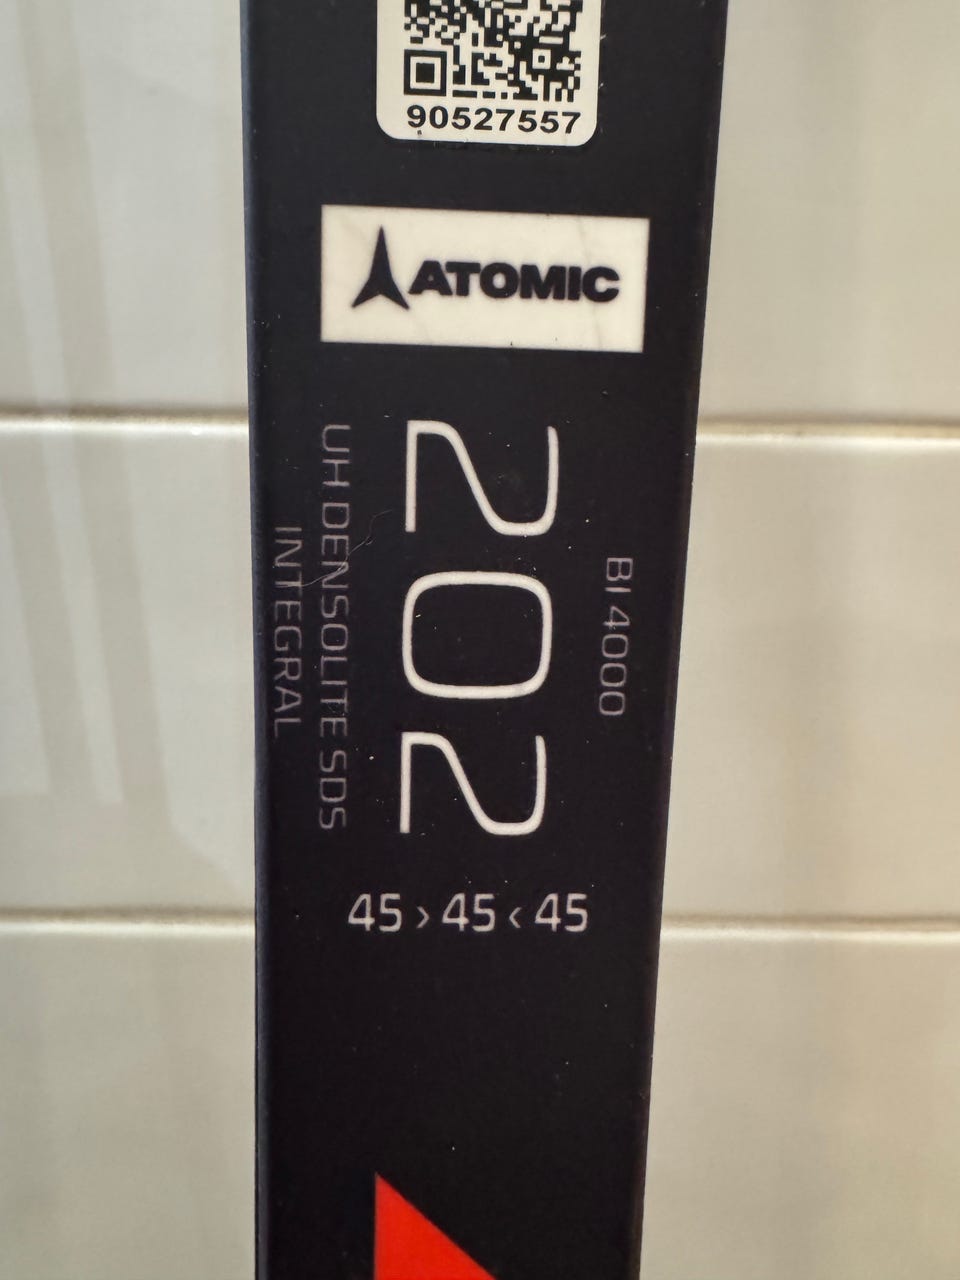 90527557
ATOMIC
BI 4000
202
UH DENSOLITE SDS
INTEGRAL
45 › 45 ‹ 45